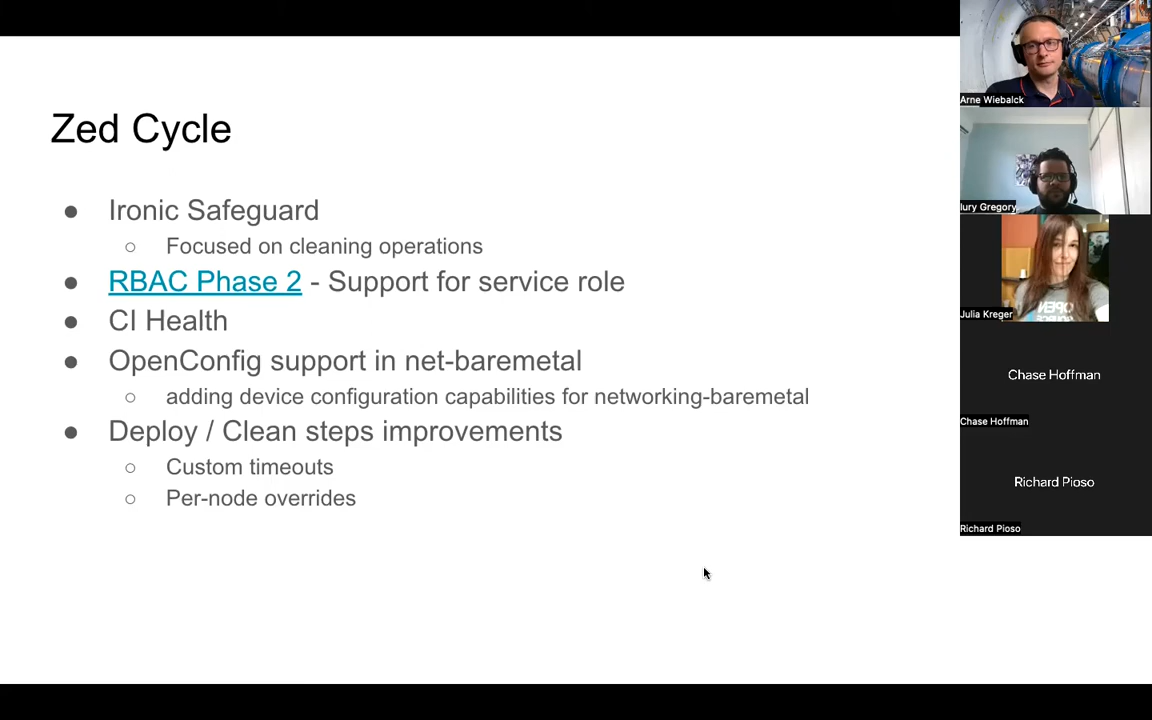 Zed Cycle
● Ironic Safeguard
○ Focused on cleaning operations
● RBAC Phase 2 - Support for service role
● CI Health
● OpenConfig support in net-baremetal
○ adding device configuration capabilities for networking-baremetal
● Deploy / Clean steps improvements
○ Custom timeouts
○ Per-node overrides
Arne Wiebalck
Iury Gregory
Julia Kreger
Chase Hoffman
Chase Hoffman
Richard Pioso
Richard Pioso